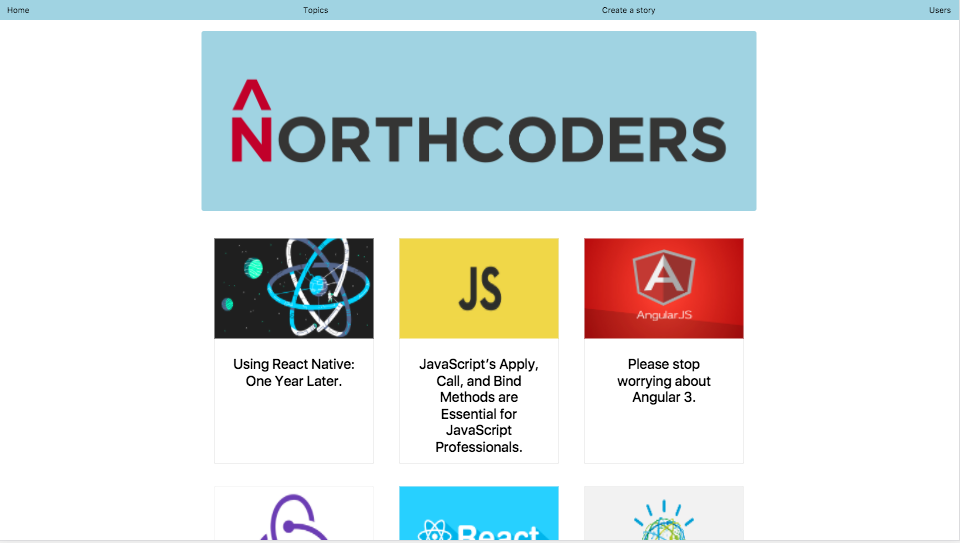 Home
Topics
Create a story
Users
NORTHCODERS
JS
AngularJS
Using React Native:
One Year Later.
JavaScript’s Apply,
Call, and Bind
Methods are
Essential for
JavaScript
Professionals.
Please stop
worrying about
Angular 3.
React